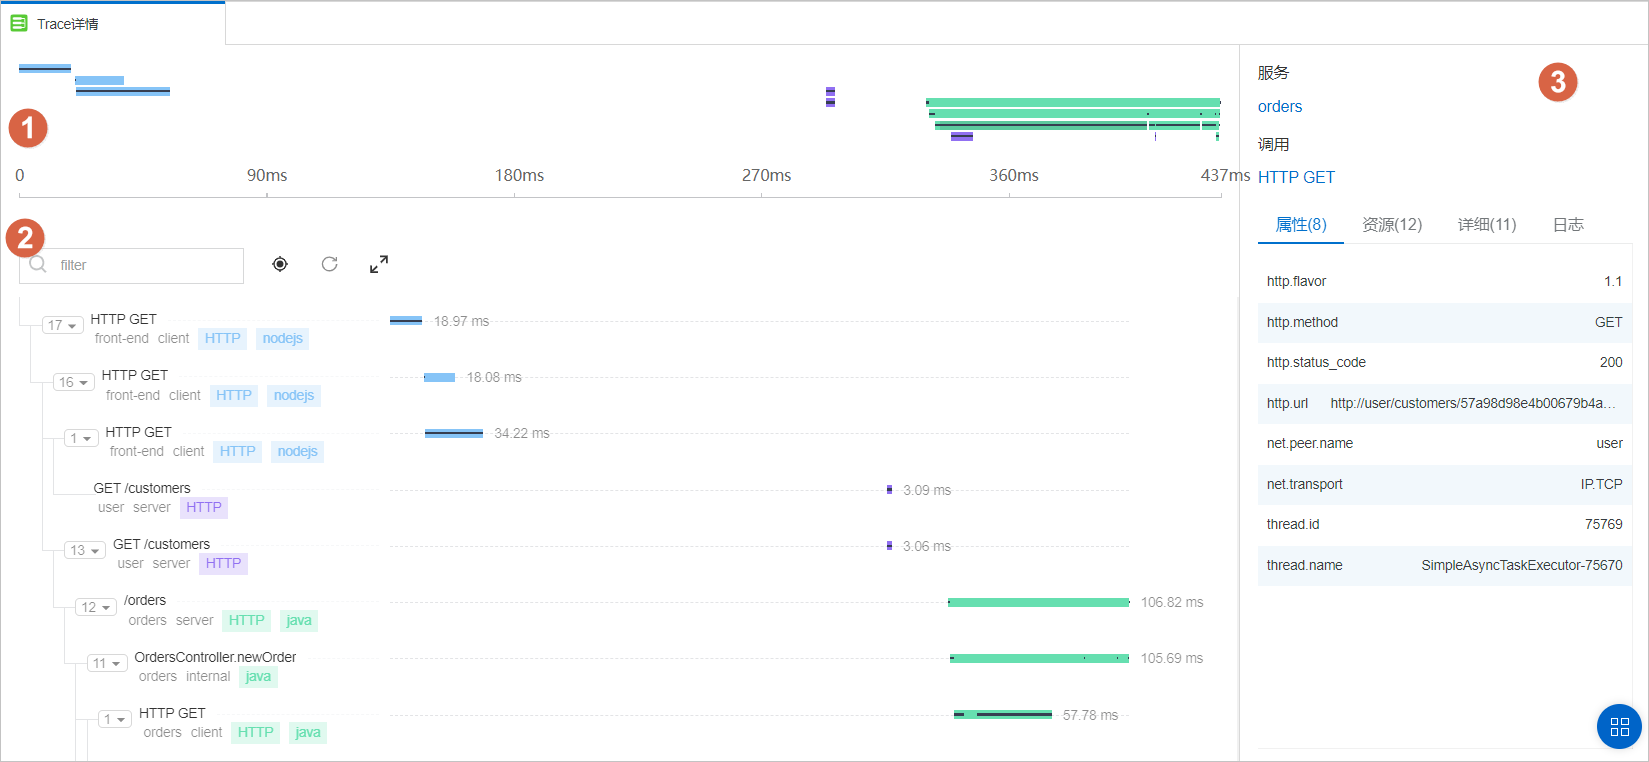 Trace详情
1
0 90ms 180ms 270ms 360ms 437ms
2
filter
17 HTTP GET 18.97 ms
front-end client HTTP nodejs
16 HTTP GET 18.08 ms
front-end client HTTP nodejs
1 HTTP GET 34.22 ms
front-end client HTTP nodejs
GET /customers 3.09 ms
user server HTTP
13 GET /customers 3.06 ms
user server HTTP
12 /orders 106.82 ms
orders server HTTP java
11 OrdersController.newOrder 105.69 ms
orders internal java
1 HTTP GET 57.78 ms
orders client HTTP java
3
服务
orders
调用
HTTP GET
属性(8) 资源(12) 详细(11) 日志
http.flavor 1.1
http.method GET
http.status_code 200
http.url http://user/customers/57a98d98e4b00679b4a...
net.peer.name user
net.transport IP.TCP
thread.id 75769
thread.name SimpleAsyncTaskExecutor-75670